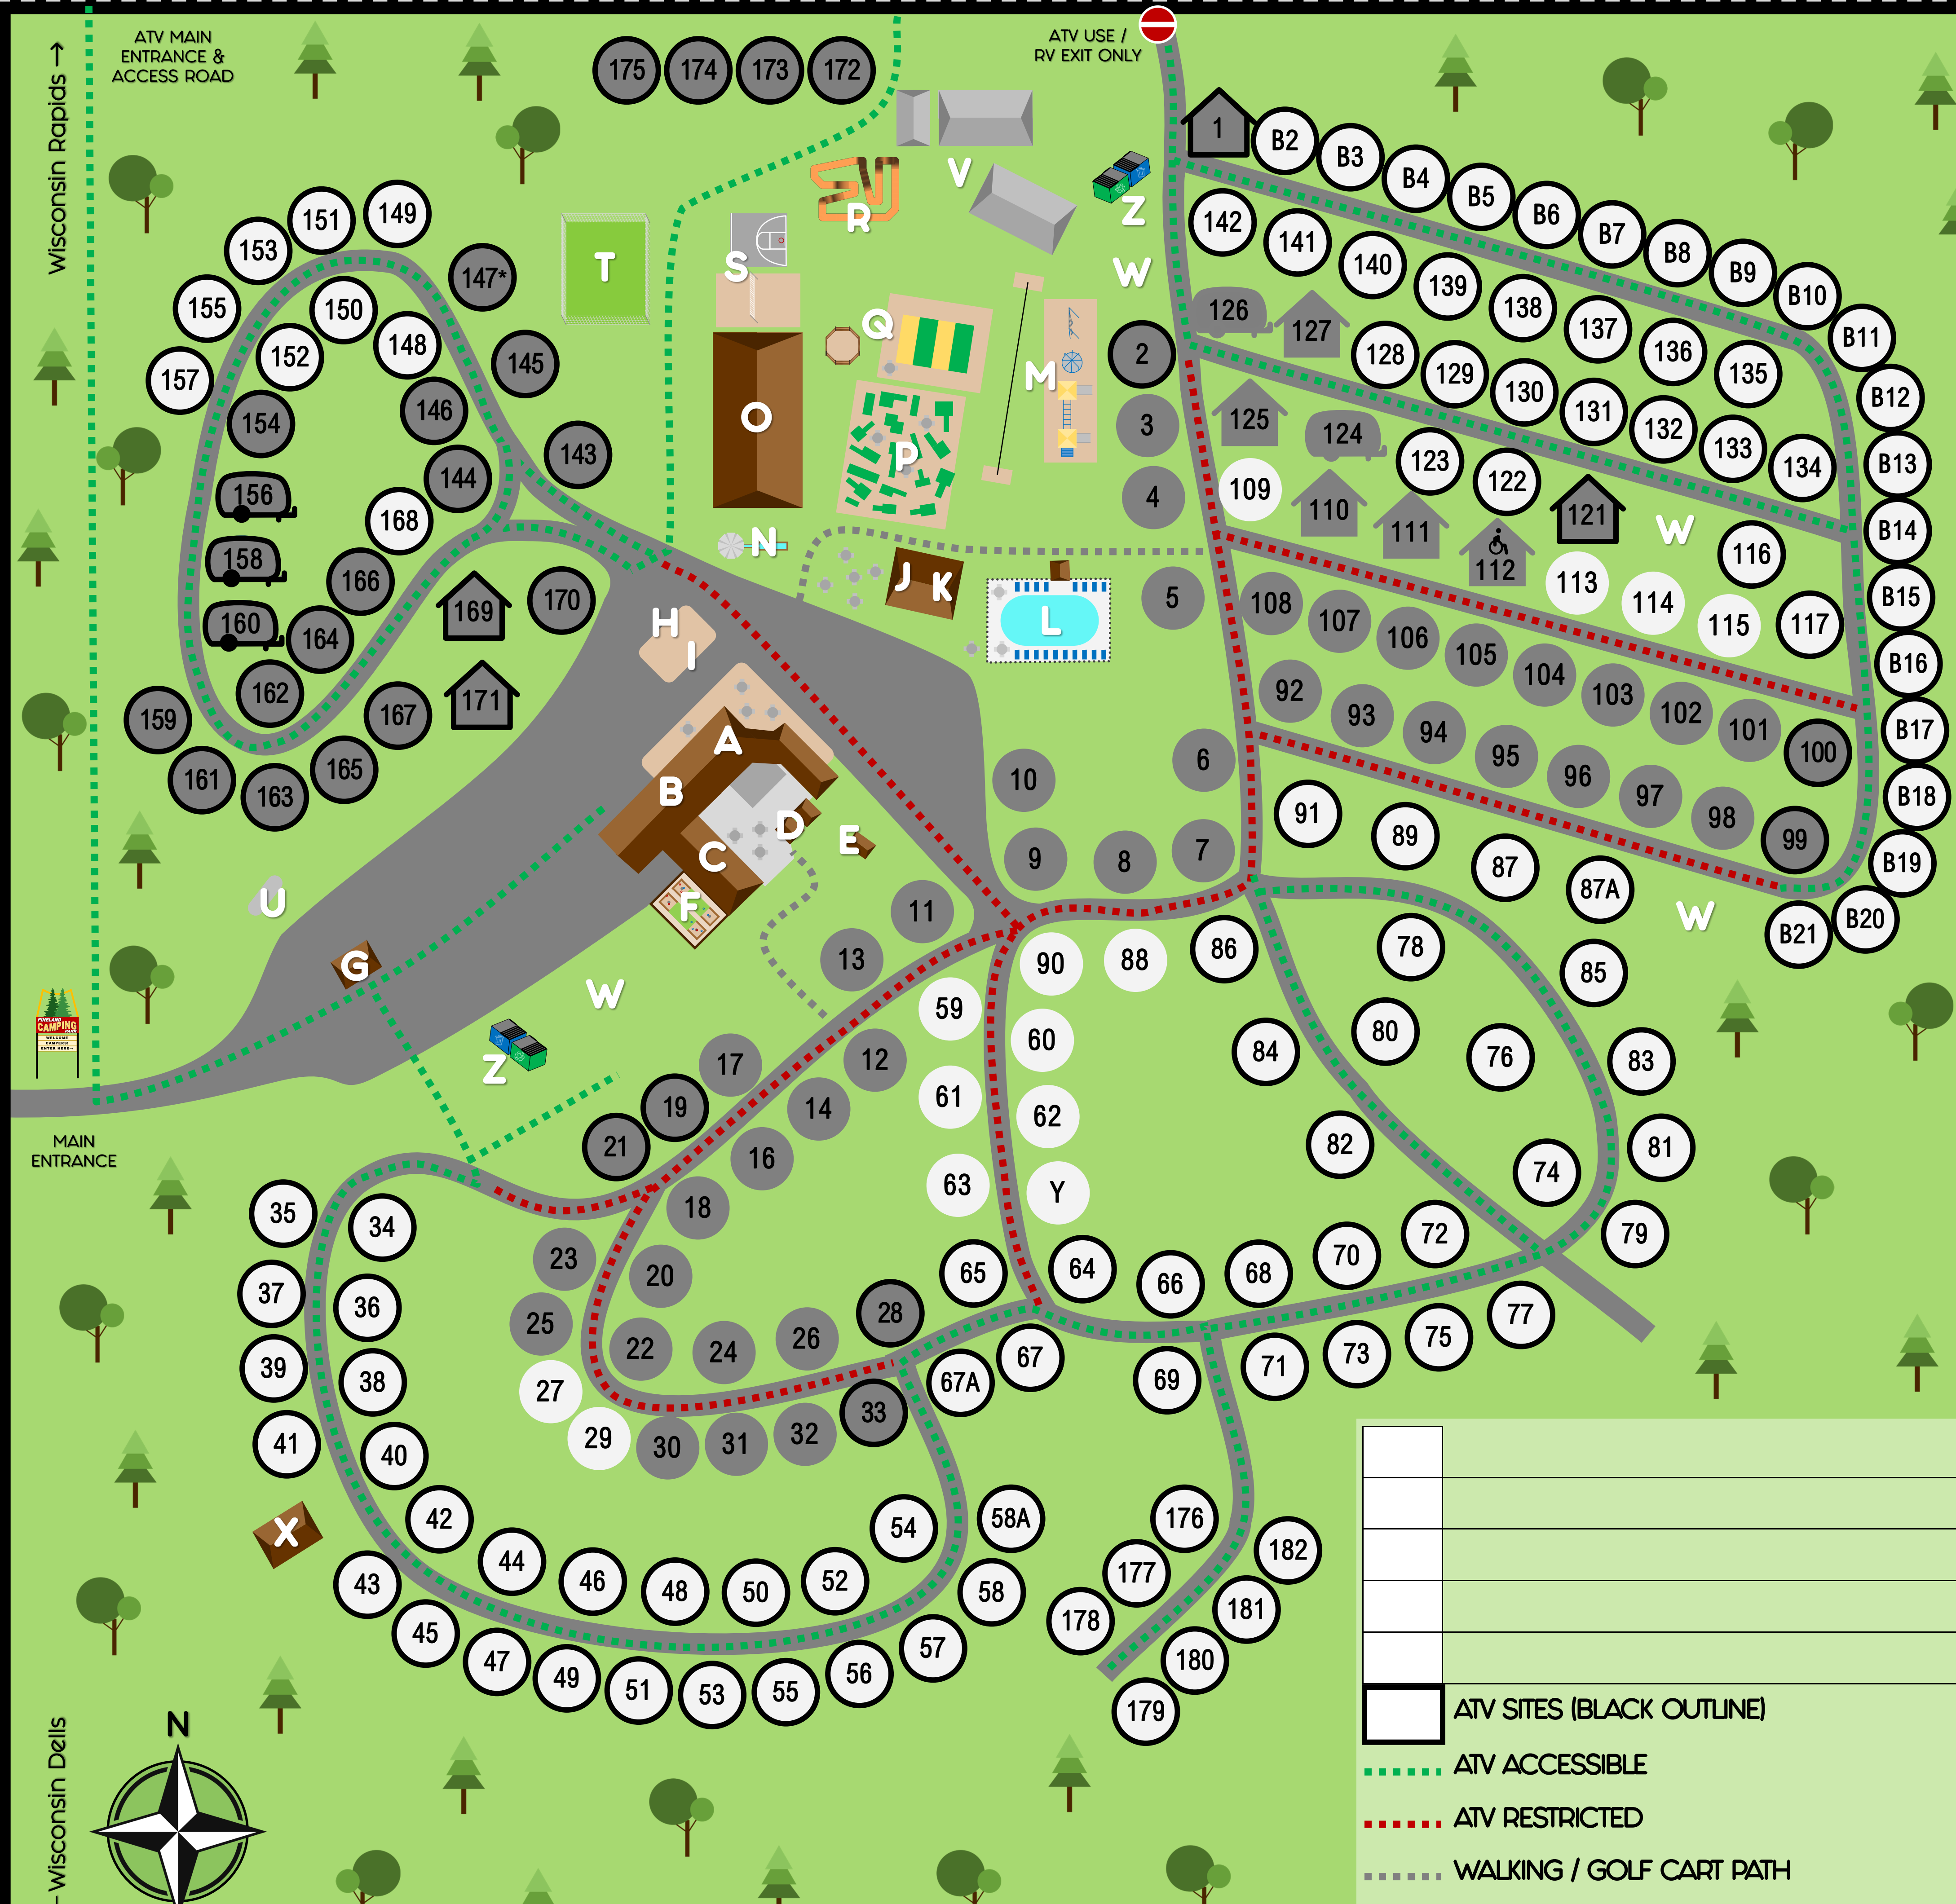 Wisconsin Rapids →
ATV MAIN
ENTRANCE &
ACCESS ROAD
175 174 173 172
ATV USE /
RV EXIT ONLY
1 B2 B3 B4 B5 B6 B7 B8 B9 B10 B11 B12 B13 B14 B15 B16 B17 B18 B19 B20 B21
142 141 140 139 138 137 136 135
126 127 128 129 130 131 132 133 134
125 124 123 122 121 W 116 117
109 110 111 112 113 114 115
108 107 106 105 104 103 102 101 100
92 93 94 95 96 97 98 99
91 89 87 87A W
V
Z
W
R
S
T
Q
M
O
P
N
J K
L
H
I
A
B
C
D
E
F
G
U
W
Z
2
3
4
5
6
7
8
9
10
11
13
153 151 149
155 150 147*
157 152 148 145
154 146 143
156 144
158 168
160 166 169 170
164
162 167 171
159 165
161 163
PINELAND
CAMPING
PARK
WELCOME
CAMPERS!
ENTER HERE
MAIN
ENTRANCE
90 88 86 78 85
59 60 84 80 76 83
61 62 82 74 81
63 Y 72 79
65 64 66 68 70
67A 67 69 71 73 75 77
17 12
19 14
21 16
18
23 20
25 22 24 26 28
27 29 30 31 32 33
35 34
37 36
39 38
41 40
X 42 44 46 48 50 52 54 58A
43 45 47 49 51 53 55 56 57 58
176 182
177 181
178 180
179
ATV SITES (BLACK OUTLINE)
ATV ACCESSIBLE
ATV RESTRICTED
WALKING / GOLF CART PATH
N
Wisconsin Dells